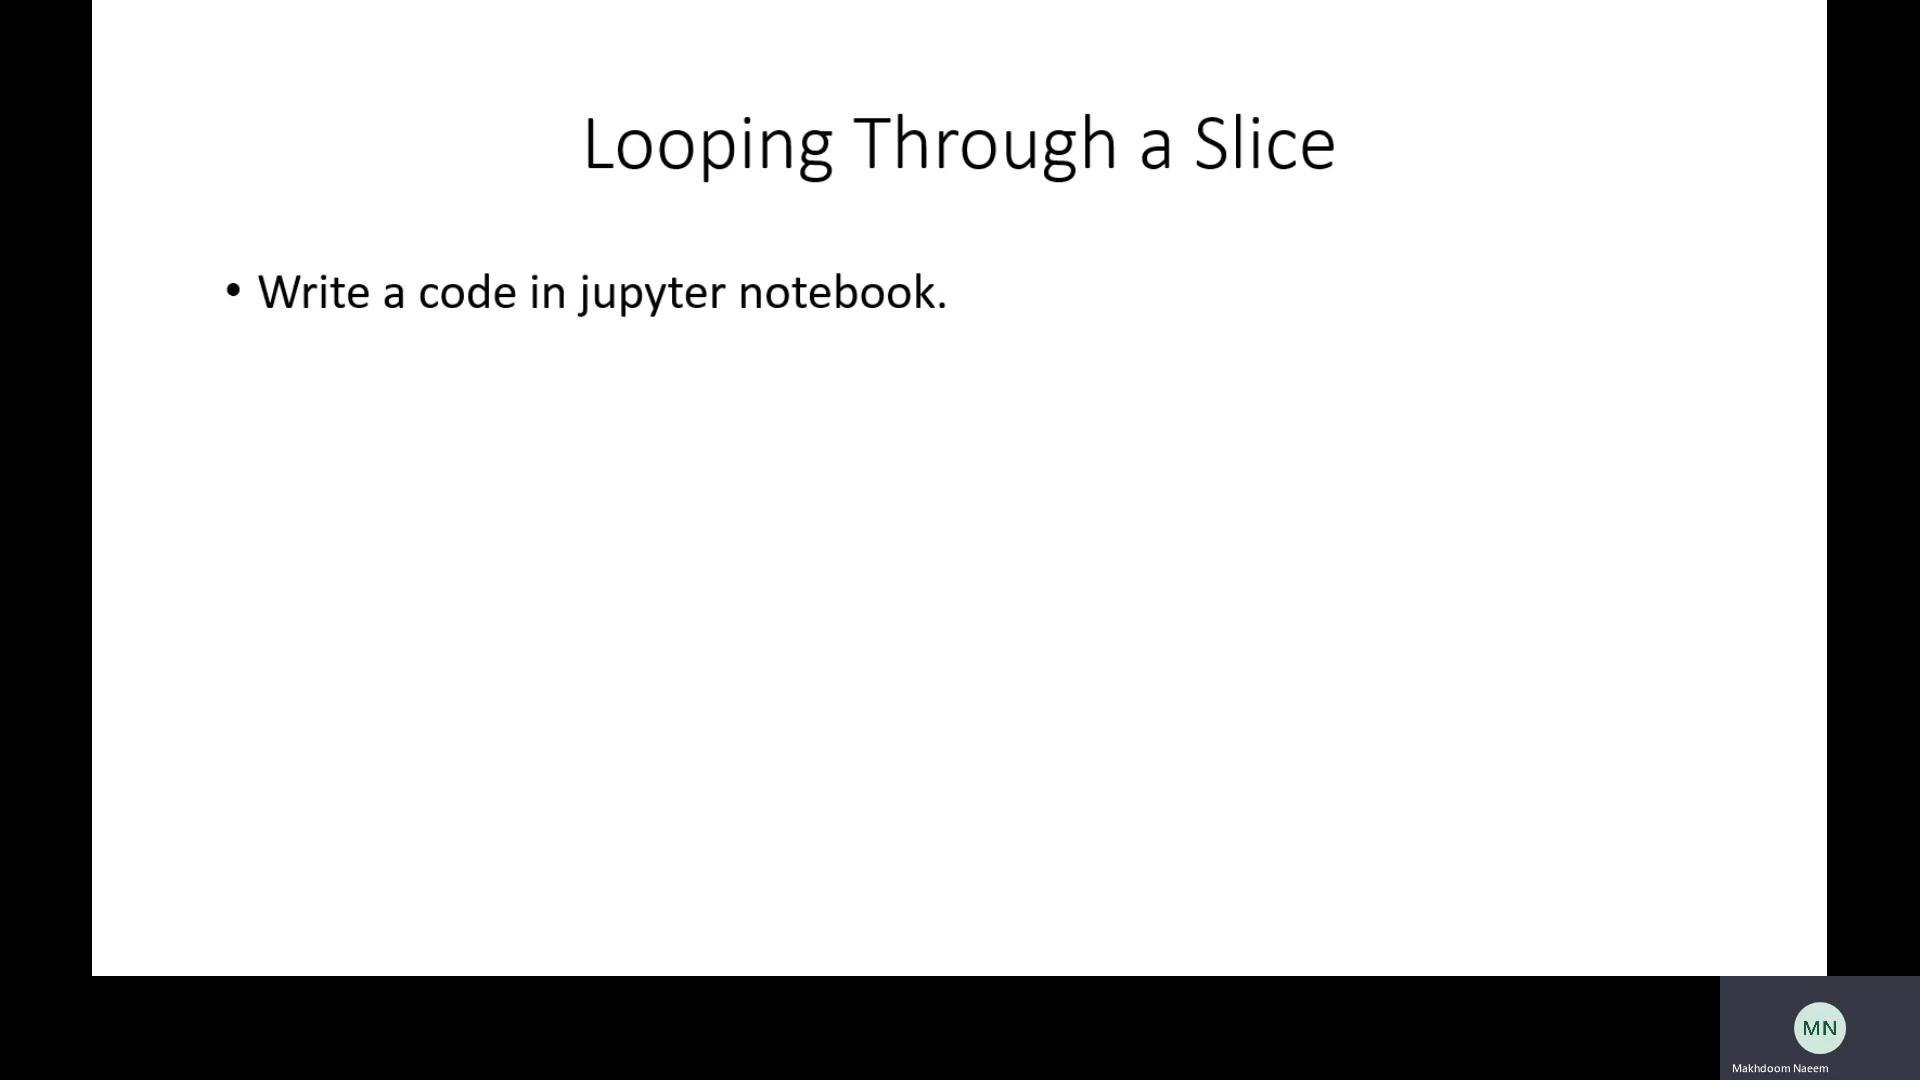 Looping Through a Slice
• Write a code in jupyter notebook.
MN
Makhdoom Naeem